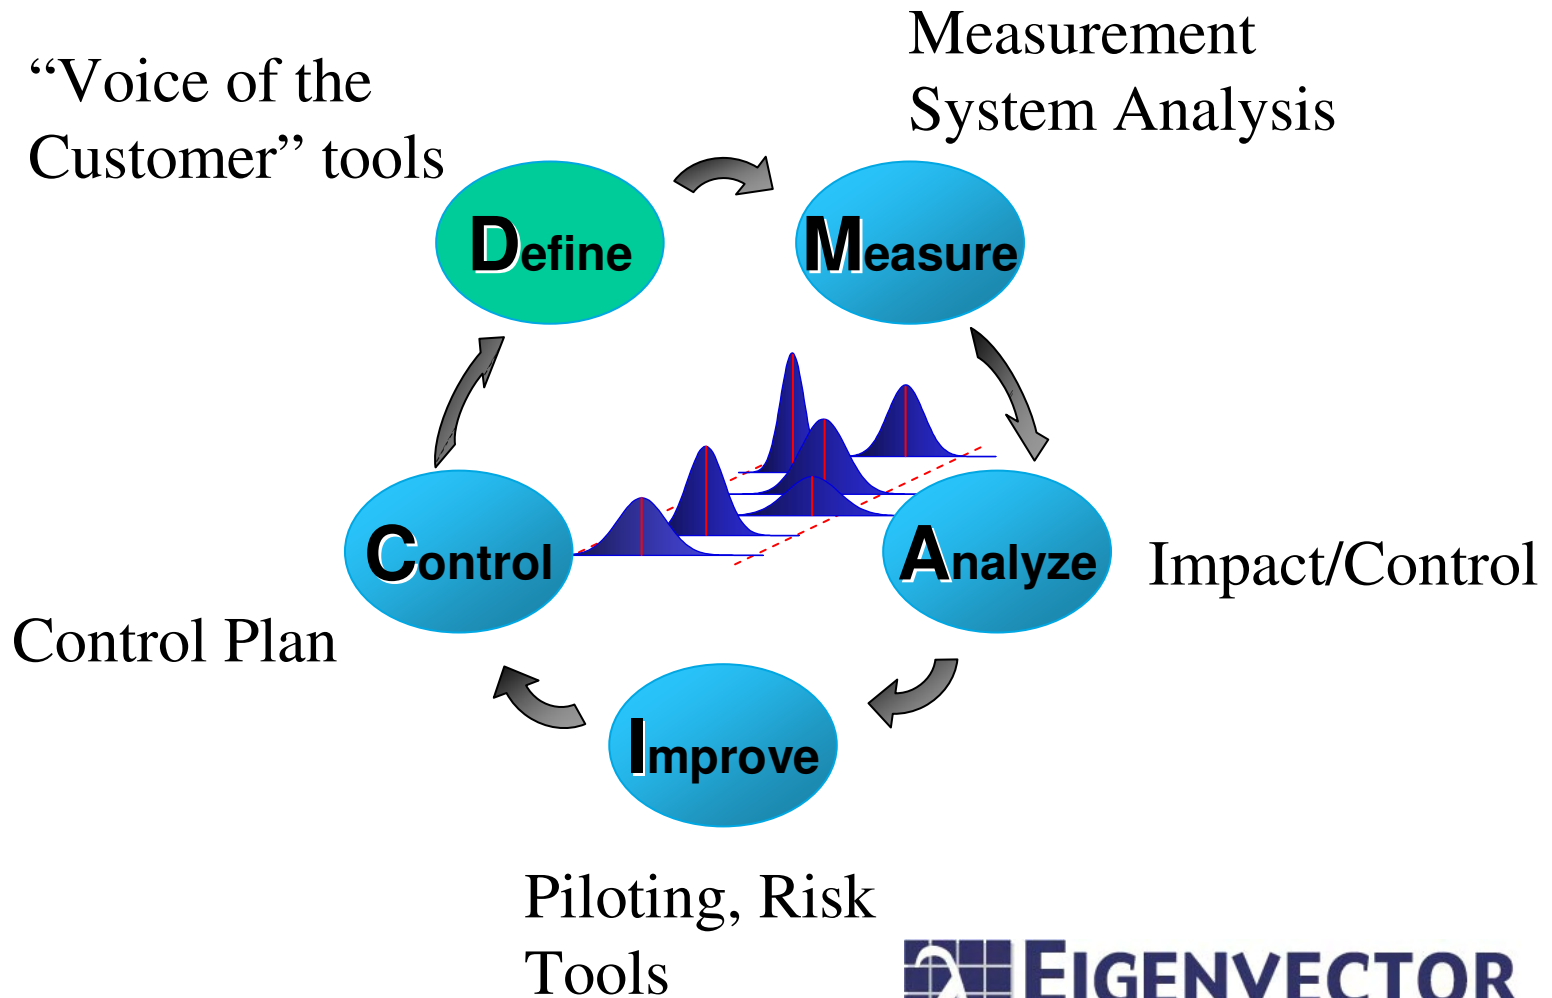 “Voice of the
Customer” tools
Measurement
System Analysis
Define
Measure
Control
Analyze
Impact/Control
Control Plan
Improve
Piloting, Risk
Tools
EIGENVECTOR